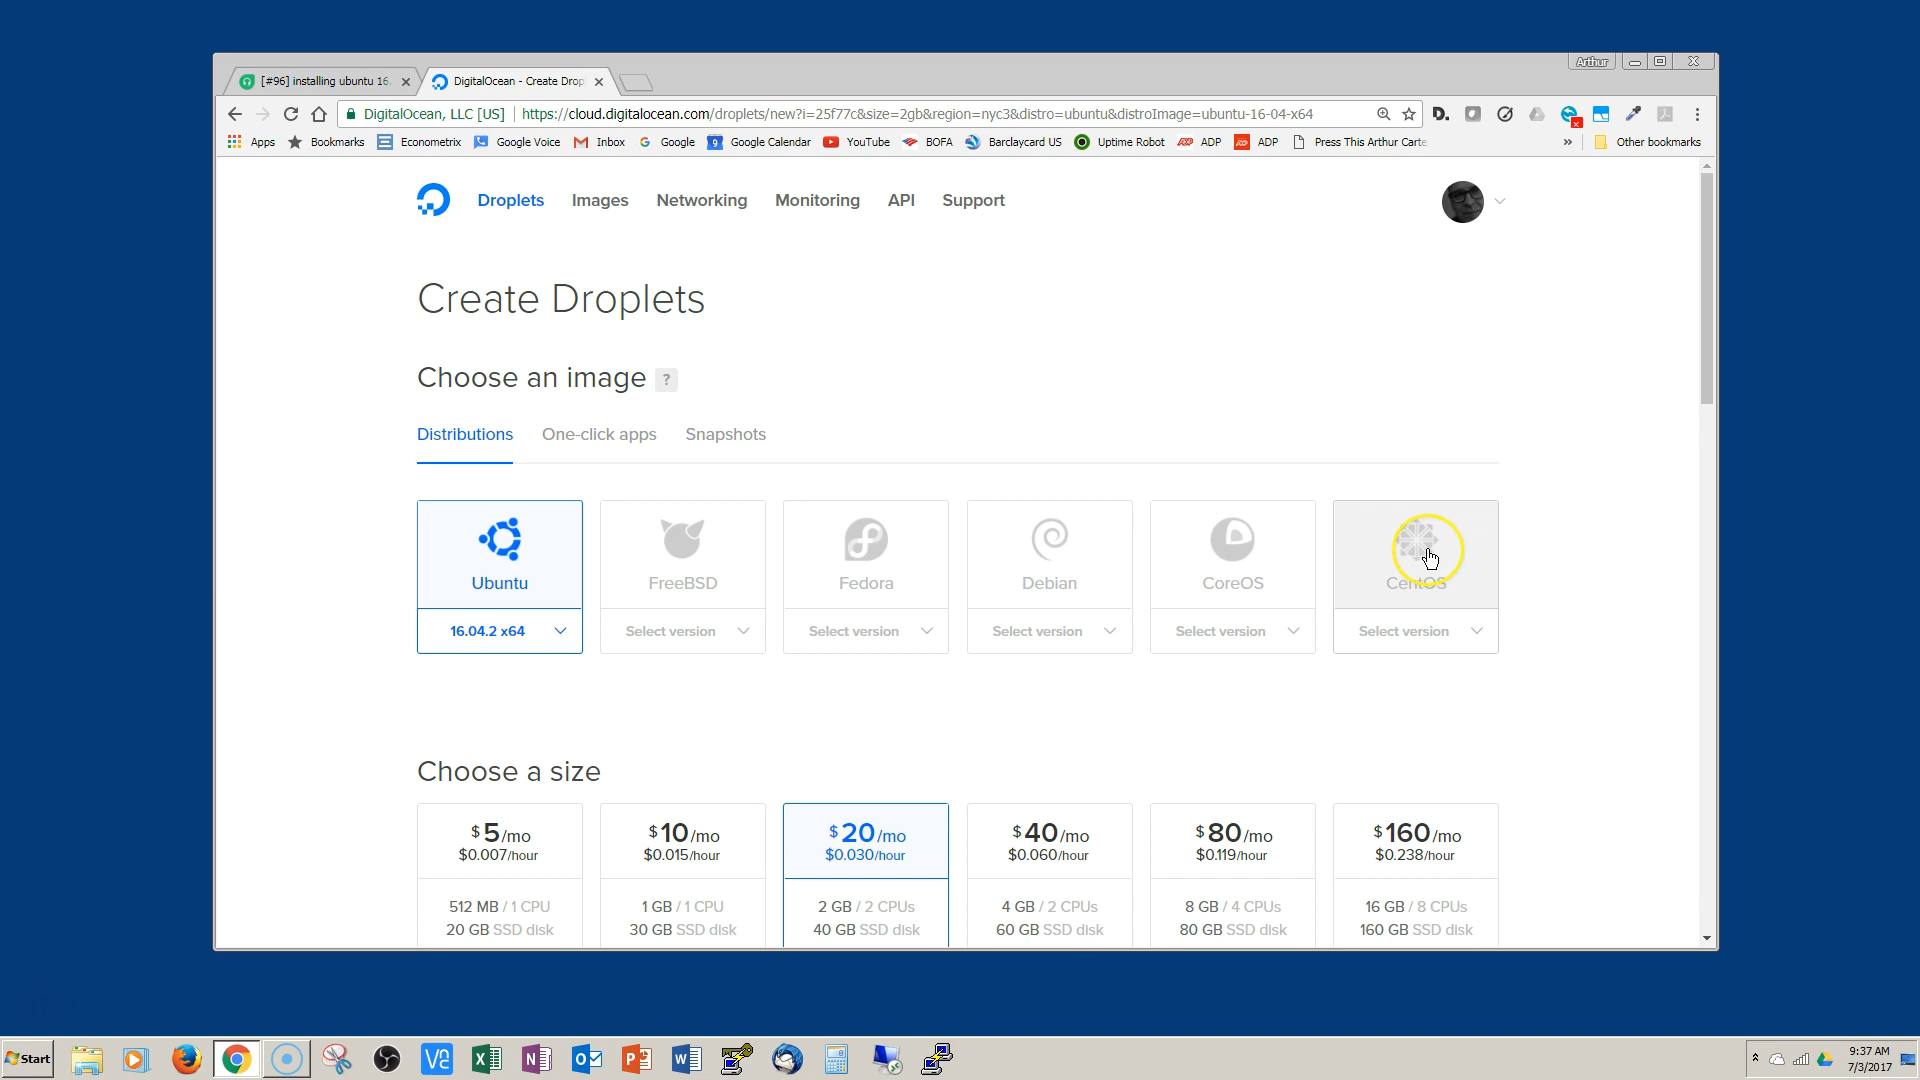 Arthur
[#96] installing ubuntu 16.
DigitalOcean - Create Drop
DigitalOcean, LLC [US]
https://cloud.digitalocean.com/droplets/new?i=25f77c&size=2gb&region=nyc3&distro=ubuntu&distroImage=ubuntu-16-04-x64
Apps Bookmarks Econometrix Google Voice Inbox Google 9 Google Calendar YouTube BOFA Barclaycard US Uptime Robot ADP ADP Press This Arthur Carte » Other bookmarks
Droplets Images Networking Monitoring API Support
Create Droplets
Choose an image ?
Distributions One-click apps Snapshots
Ubuntu FreeBSD Fedora Debian CoreOS CentOS
16.04.2 x64 Select version Select version Select version Select version Select version
Choose a size
$5/mo $10/mo $20/mo $40/mo $80/mo $160/mo
$0.007/hour $0.015/hour $0.030/hour $0.060/hour $0.119/hour $0.238/hour
512 MB / 1 CPU 1 GB / 1 CPU 2 GB / 2 CPUs 4 GB / 2 CPUs 8 GB / 4 CPUs 16 GB / 8 CPUs
20 GB SSD disk 30 GB SSD disk 40 GB SSD disk 60 GB SSD disk 80 GB SSD disk 160 GB SSD disk
Start
9:37 AM
7/3/2017